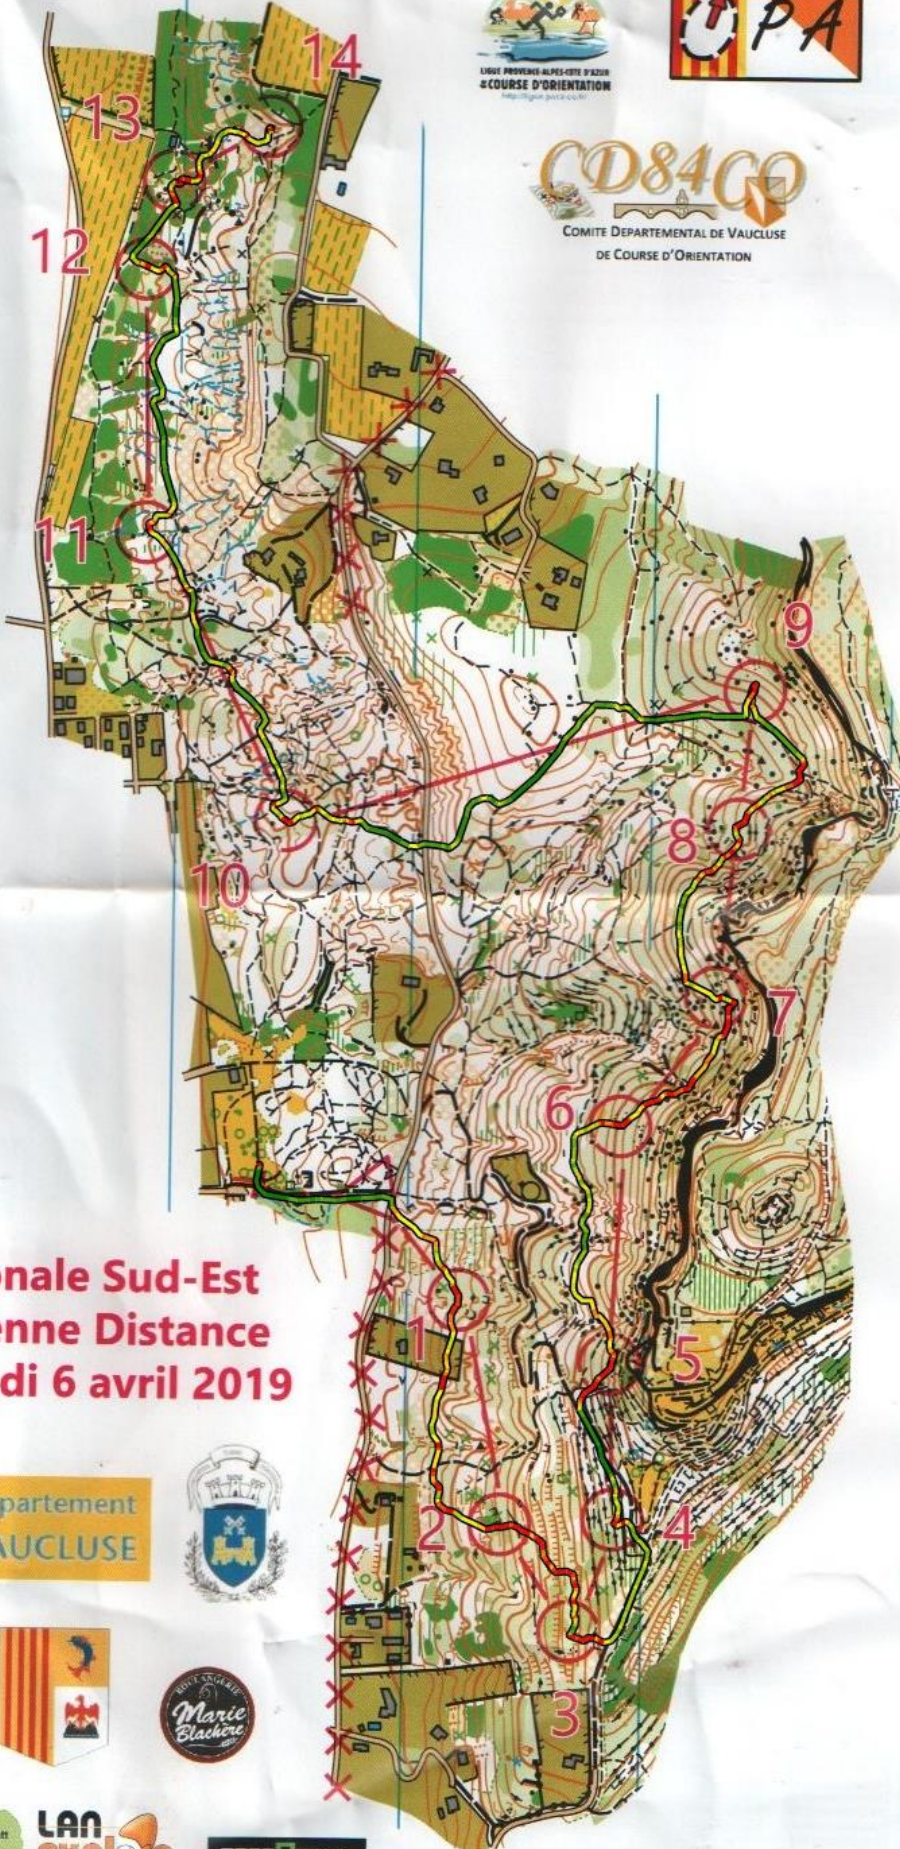 LIGUE PROVENCE-ALPES-CÔTE D'AZUR
COURSE D'ORIENTATION
PA
CD84CO
COMITE DEPARTEMENTAL DE VAUCLUSE
DE COURSE D'ORIENTATION
14
13
12
11
9
8
10
7
6
5
1
onale Sud-Est
enne Distance
di 6 avril 2019
2
4
3
partement
AUCLUSE
BOULANGERIE
Marie
Blachère
LAN